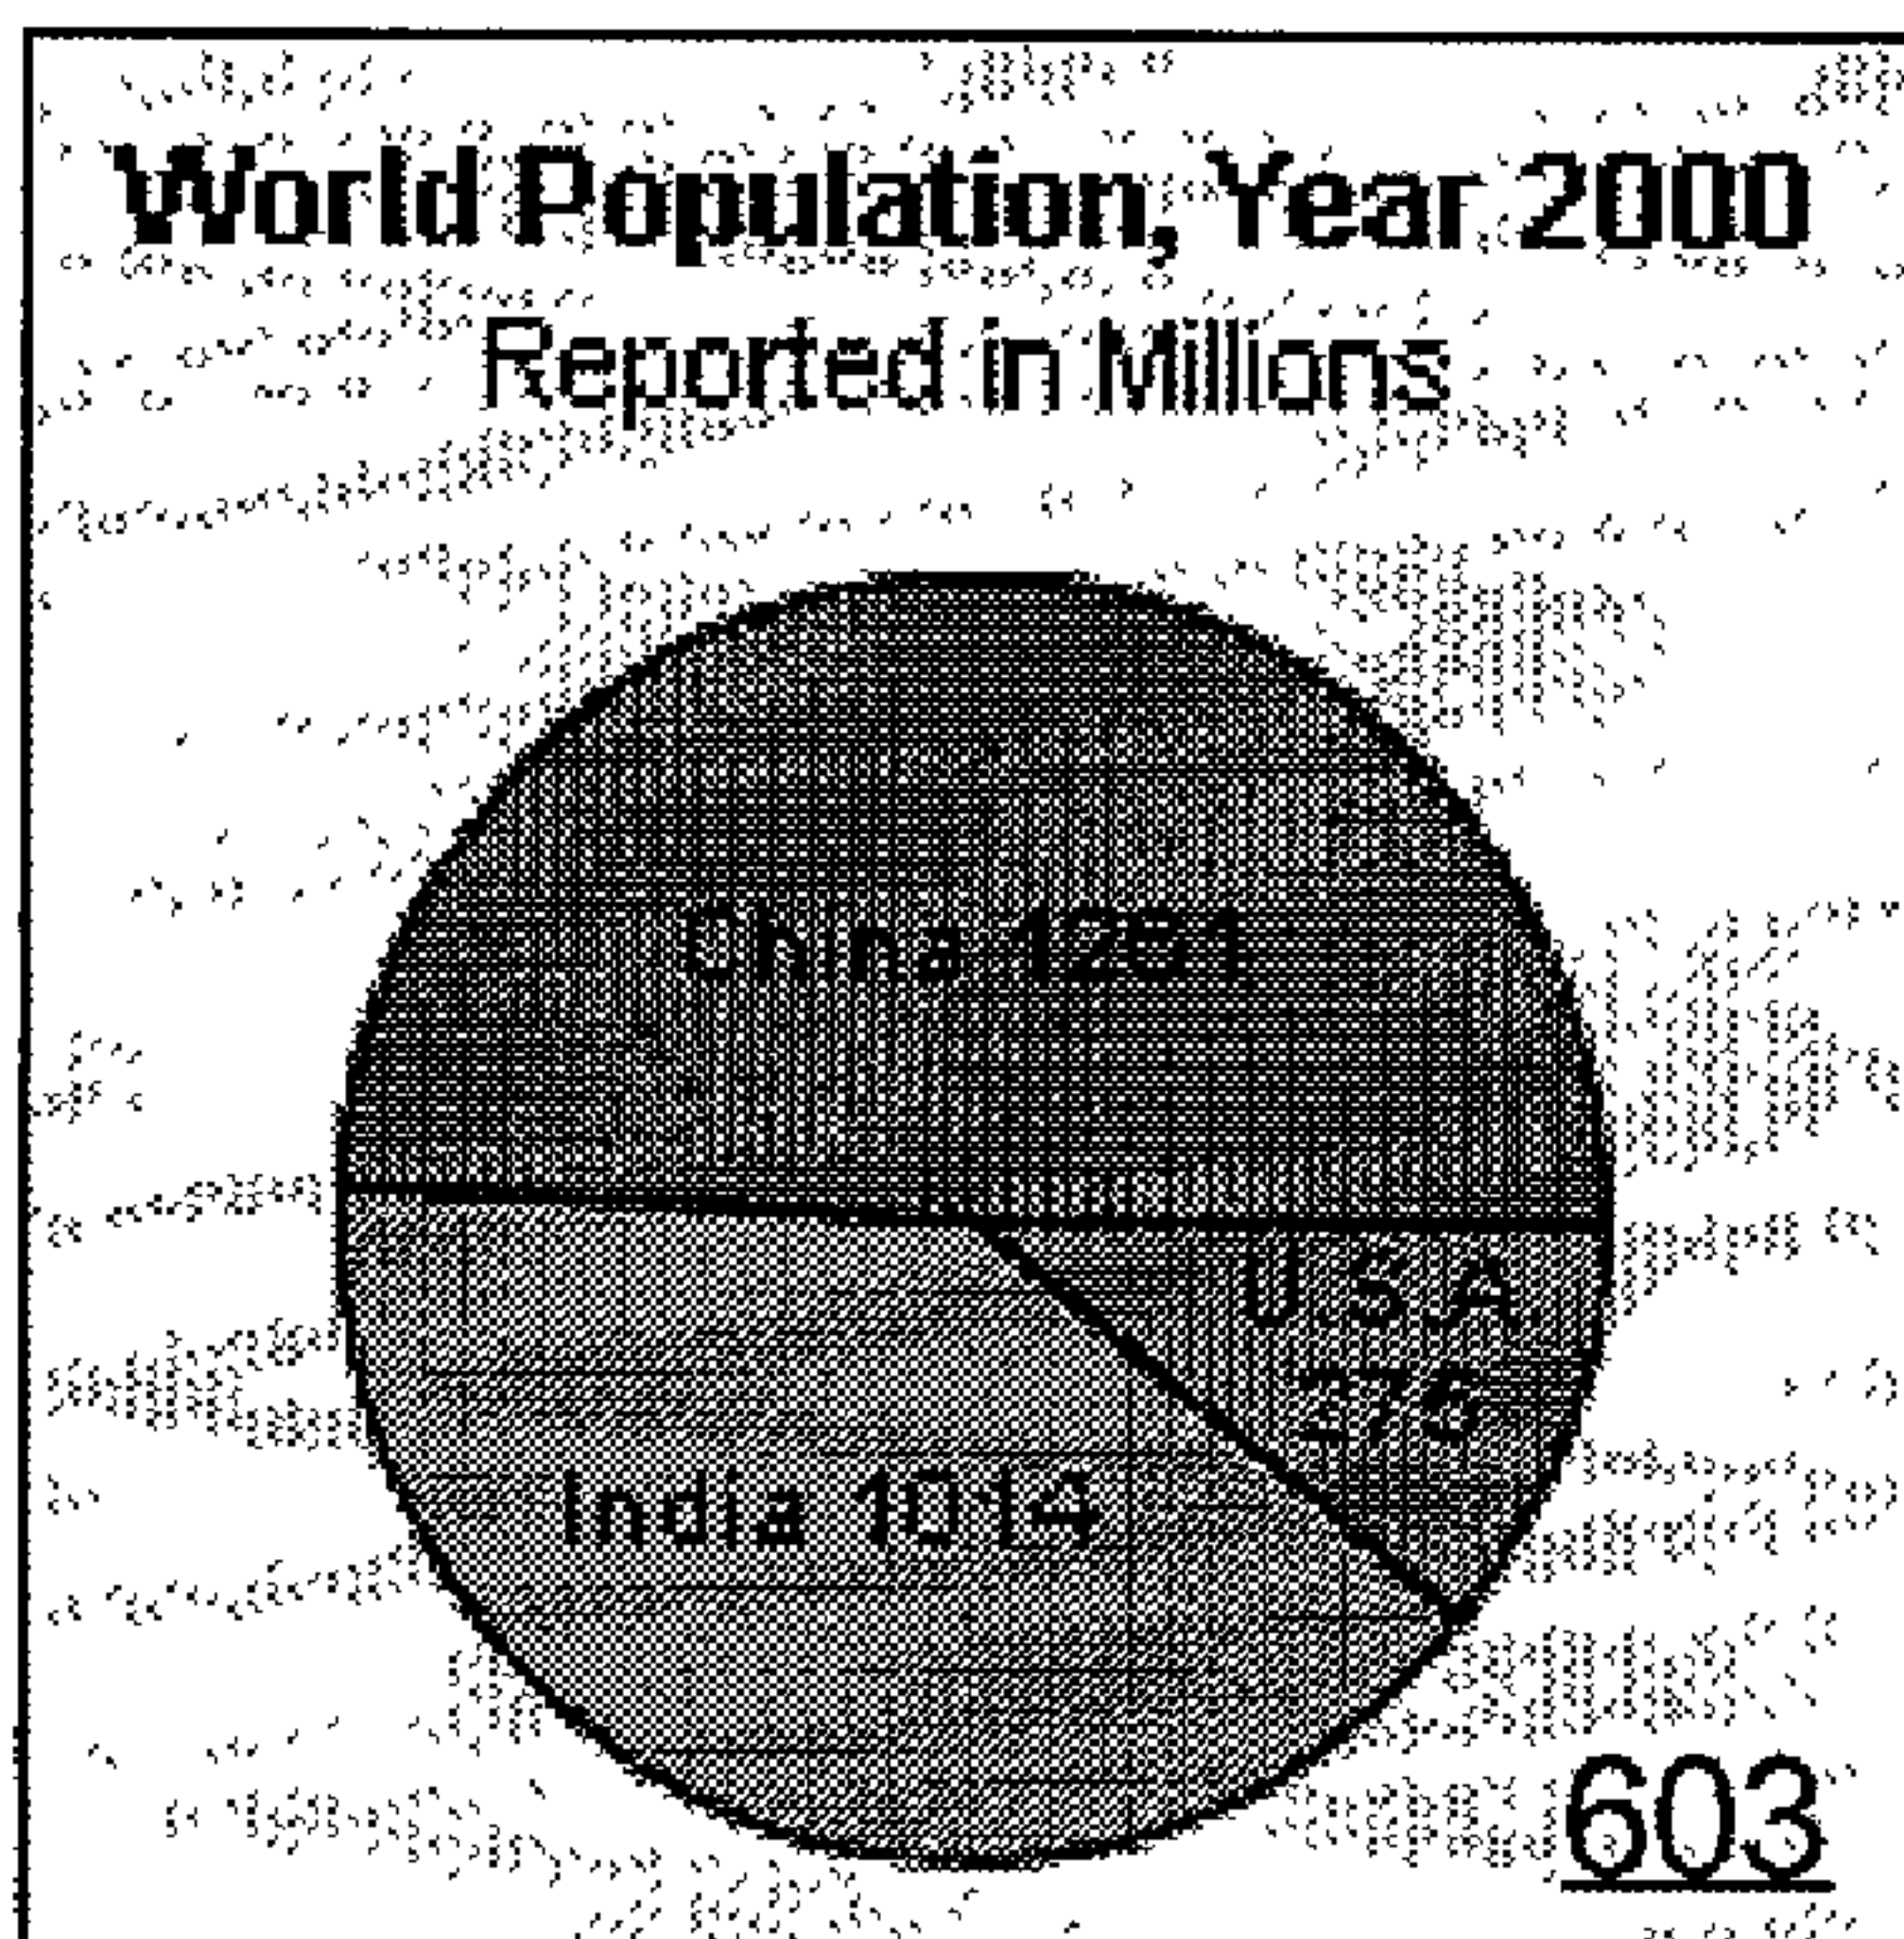 World Population, Year 2000
Reported in Millions
China 1261
U.S.A.
275
India 1014
603